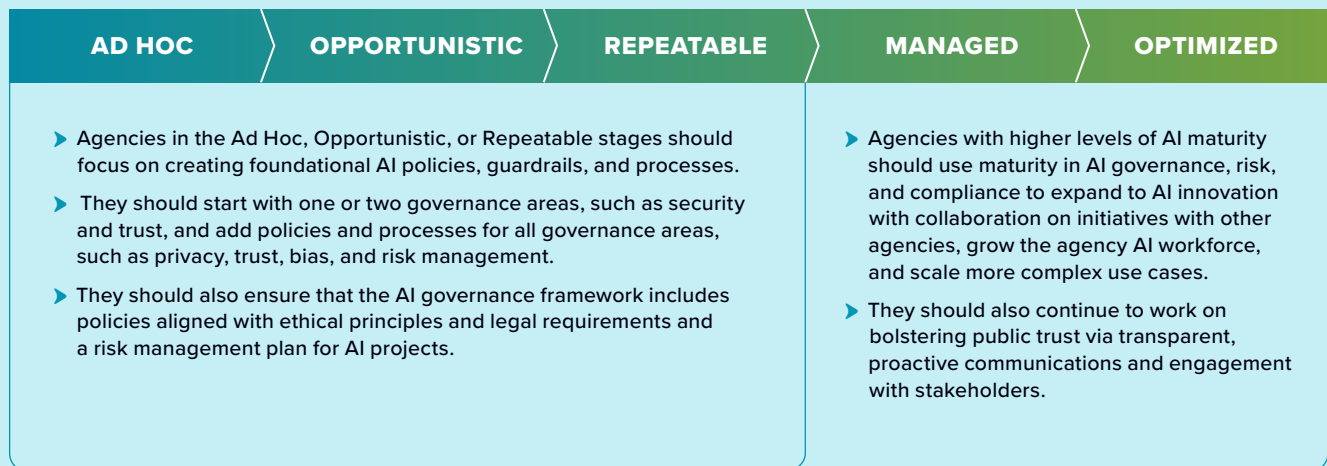 AD HOC
OPPORTUNISTIC
REPEATABLE
MANAGED
OPTIMIZED
Agencies in the Ad Hoc, Opportunistic, or Repeatable stages should
focus on creating foundational AI policies, guardrails, and processes.
They should start with one or two governance areas, such as security
and trust, and add policies and processes for all governance areas,
such as privacy, trust, bias, and risk management.
They should also ensure that the AI governance framework includes
policies aligned with ethical principles and legal requirements and
a risk management plan for AI projects.
Agencies with higher levels of AI maturity
should use maturity in AI governance, risk,
and compliance to expand to AI innovation
with collaboration on initiatives with other
agencies, grow the agency AI workforce,
and scale more complex use cases.
They should also continue to work on
bolstering public trust via transparent,
proactive communications and engagement
with stakeholders.